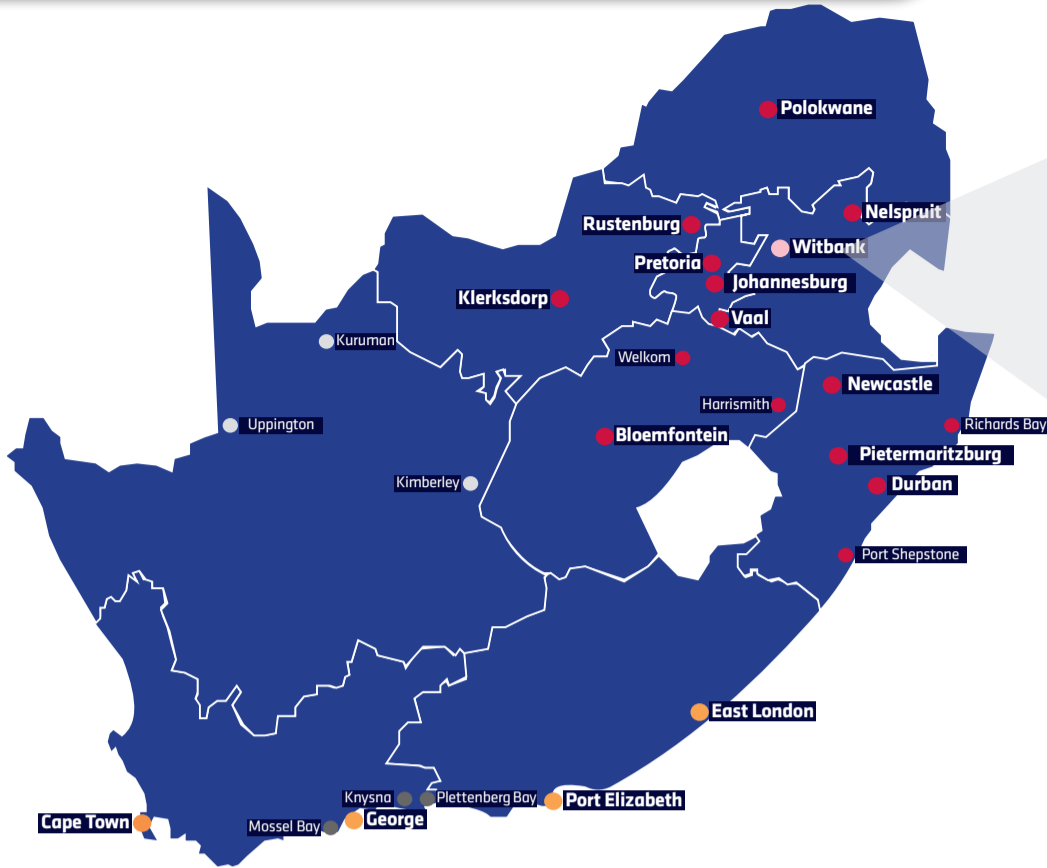 Polokwane
Nelspruit
Rustenburg
Witbank
Pretoria
Johannesburg
Klerksdorp
Vaal
Kuruman
Welkom
Newcastle
Harrismith
Uppington
Richards Bay
Bloemfontein
Pietermaritzburg
Kimberley
Durban
Port Shepstone
East London
Knysna
Plettenberg Bay
Port Elizabeth
George
Cape Town
Mossel Bay